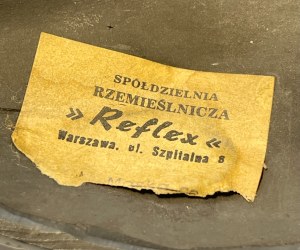 SPÓŁDZIELNIA
RZEMIEŚLNICZA
» Reflex «
Warszawa, ul. Szpitalna 8